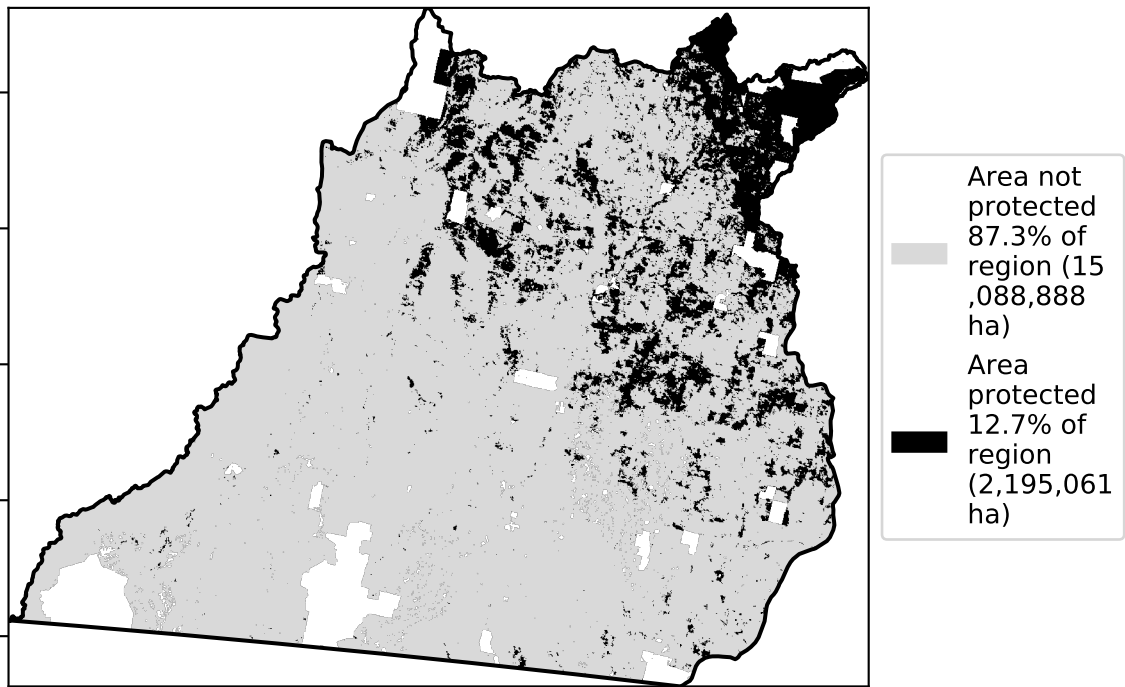 Area not
protected
87.3% of
region (15
,088,888
ha)
Area
protected
12.7% of
region
(2,195,061
ha)